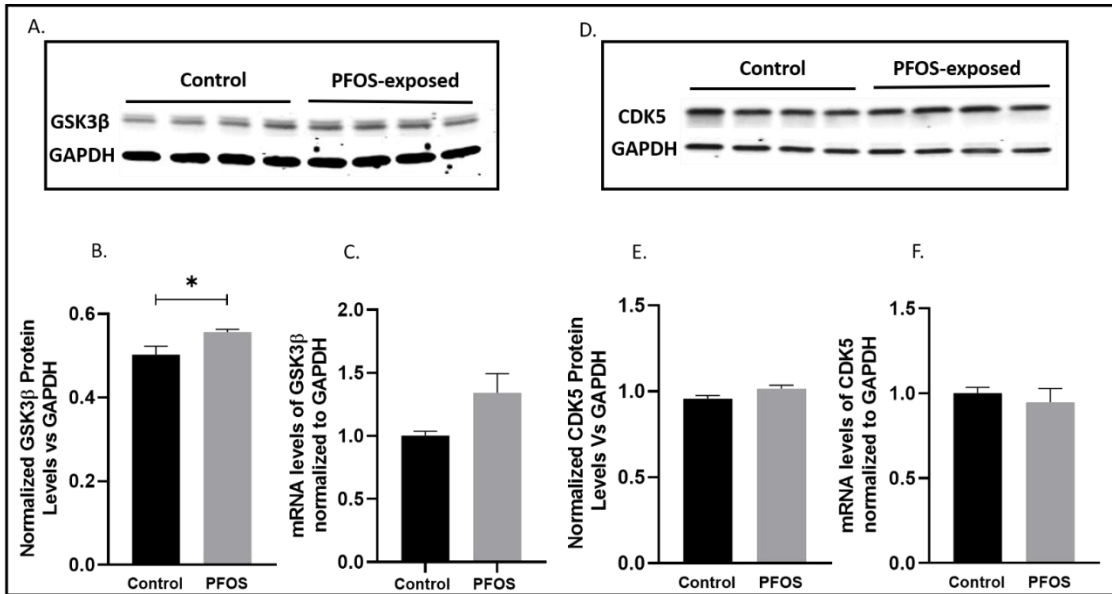 A.
Control PFOS-exposed
GSK3β
GAPDH
D.
Control PFOS-exposed
CDK5
GAPDH
B.
*
Normalized GSK3β Protein
Levels vs GAPDH
0.6
0.4
0.2
0.0
Control PFOS
C.
mRNA levels of GSK3β
normalized to GAPDH
2.0
1.5
1.0
0.5
0.0
Control PFOS
E.
Normalized CDK5 Protein
Levels Vs GAPDH
1.5
1.0
0.5
0.0
Control PFOS
F.
mRNA levels of CDK5
normalized to GAPDH
1.5
1.0
0.5
0.0
Control PFOS